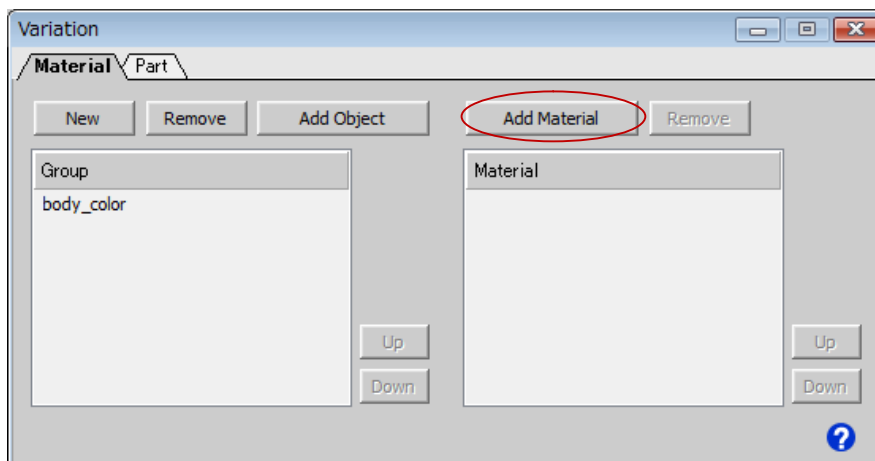 Variation
Material Part
New Remove Add Object Add Material Remove
Group Material
body_color
Up Up
Down Down
?